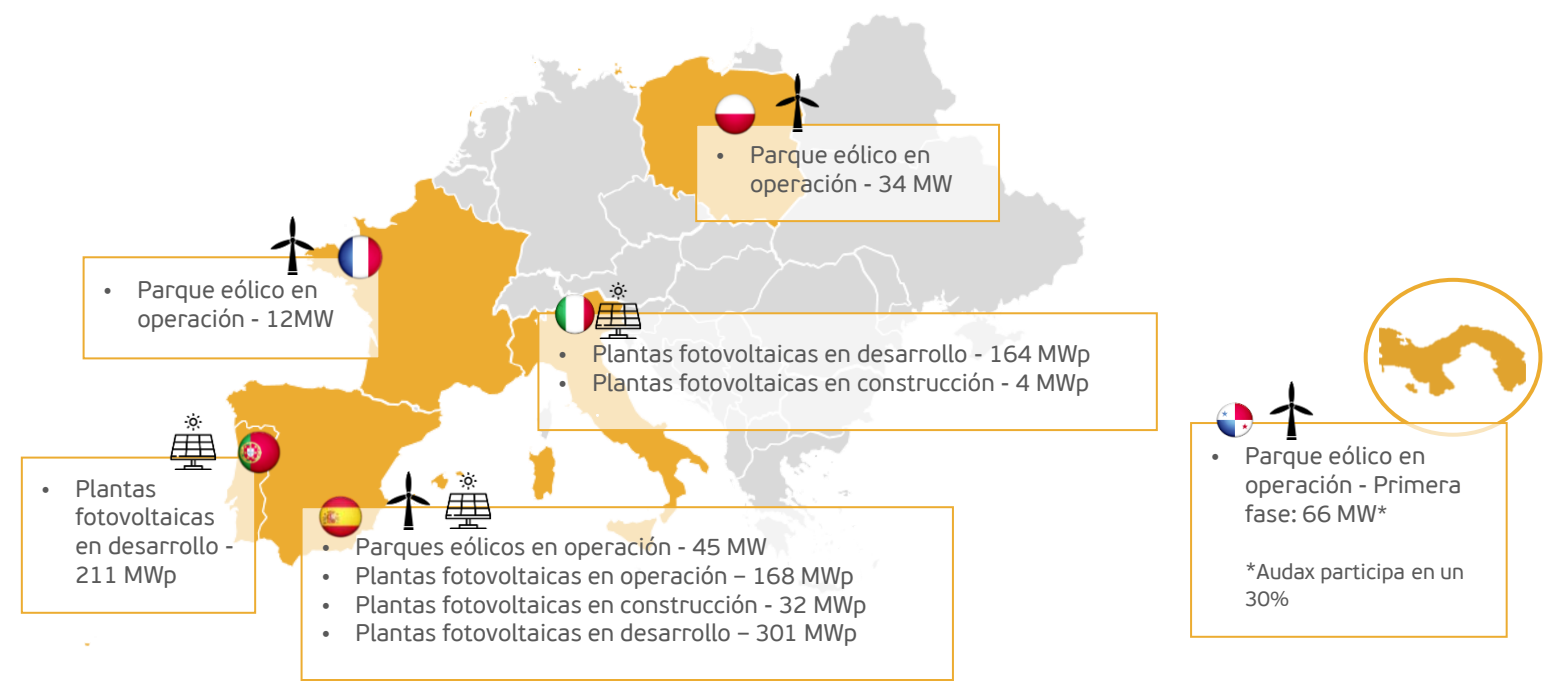 • Parque eólico en
operación - 34 MW
• Parque eólico en
operación - 12MW
• Plantas fotovoltaicas en desarrollo - 164 MWp
• Plantas fotovoltaicas en construcción - 4 MWp
• Parque eólico en
operación - Primera
fase: 66 MW*
*Audax participa en un
30%
• Plantas
fotovoltaicas
en desarrollo -
211 MWp
• Parques eólicos en operación - 45 MW
• Plantas fotovoltaicas en operación – 168 MWp
• Plantas fotovoltaicas en construcción - 32 MWp
• Plantas fotovoltaicas en desarrollo – 301 MWp